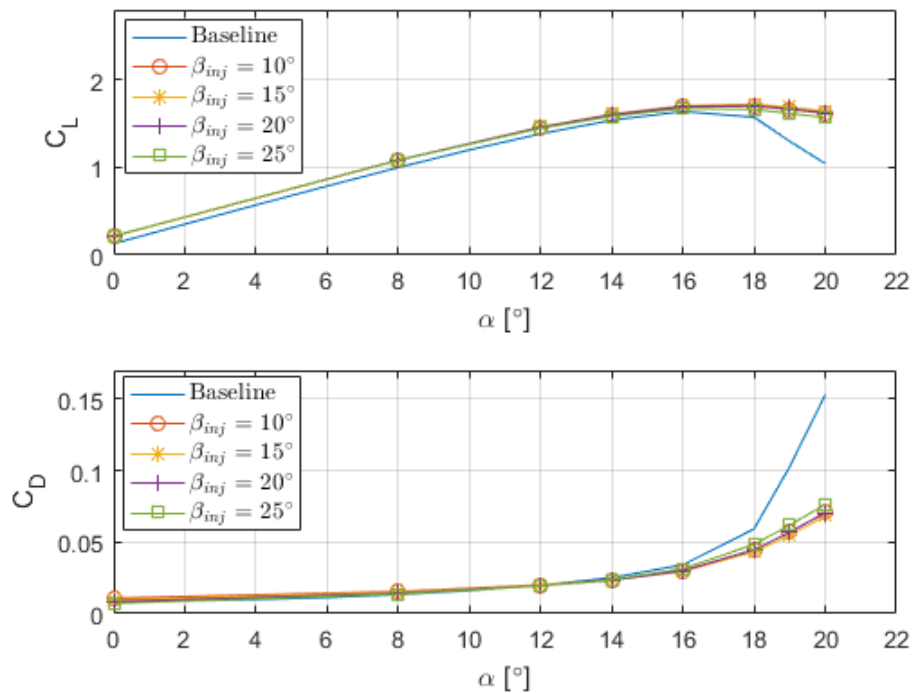 Baseline
β_inj = 10°
β_inj = 15°
β_inj = 20°
β_inj = 25°
C_L
2
1
0
0 2 4 6 8 10 12 14 16 18 20 22
α [°]
Baseline
β_inj = 10°
β_inj = 15°
β_inj = 20°
β_inj = 25°
C_D
0.15
0.1
0.05
0
0 2 4 6 8 10 12 14 16 18 20 22
α [°]